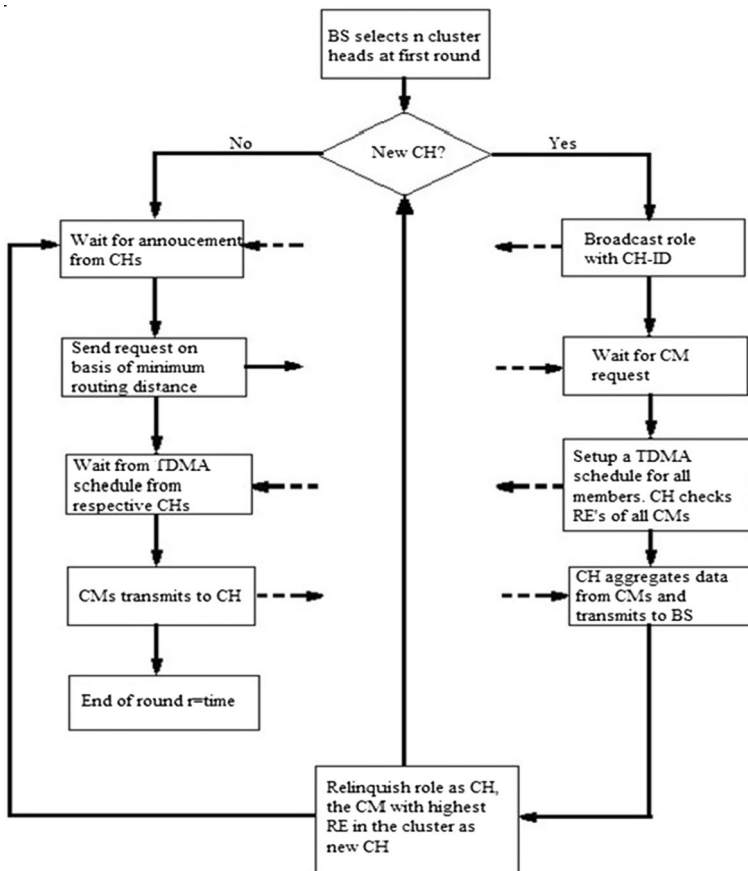 BS selects n cluster
heads at first round
New CH?
No
Yes
Wait for annoucement
from CHs
Broadcast role
with CH-ID
Send request on
basis of minimum
routing distance
Wait for CM
request
Wait from TDMA
schedule from
respective CHs
Setup a TDMA
schedule for all
members. CH checks
RE's of all CMs
CMs transmits to CH
CH aggregates data
from CMs and
transmits to BS
End of round r=time
Relinquish role as CH,
the CM with highest
RE in the cluster as
new CH